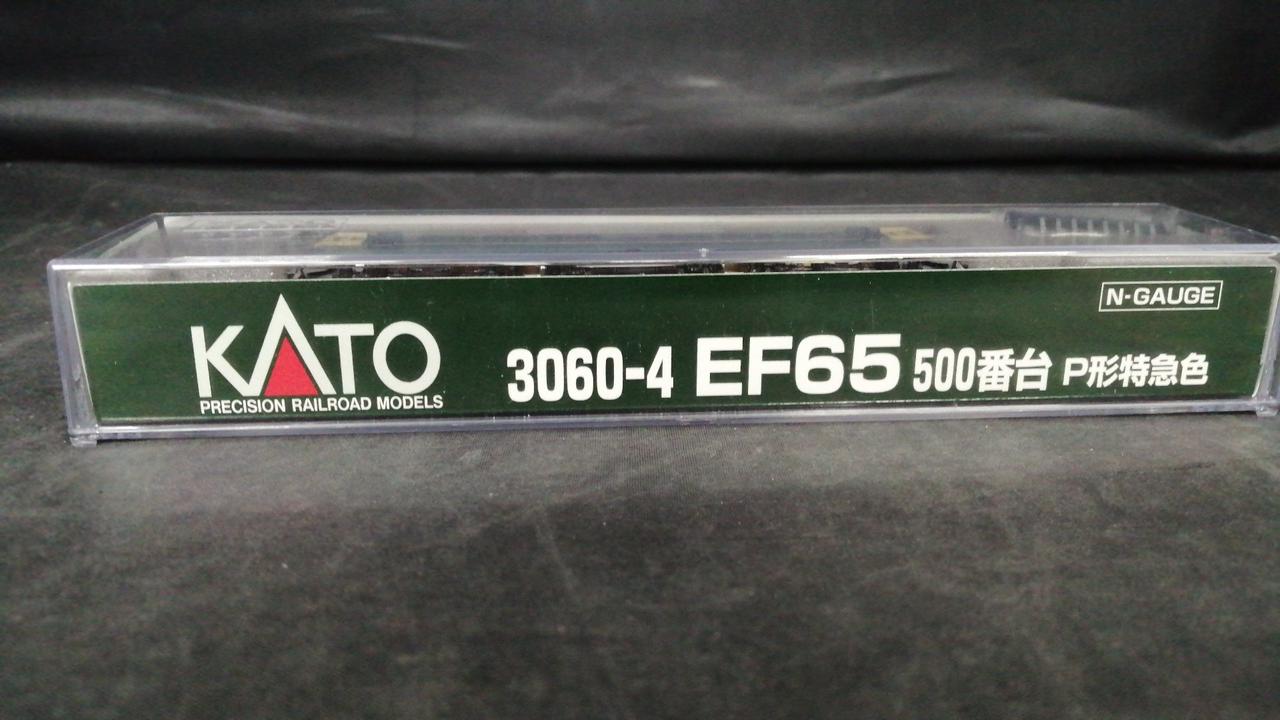 N-GAUGE
KATO
PRECISION RAILROAD MODELS
3060-4 EF65 500番台 P形特急色